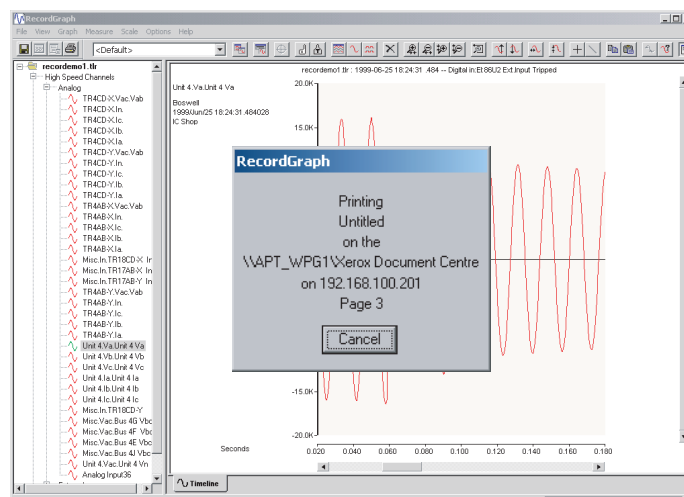 RecordGraph
File View Graph Measure Scale Options Help
<Default>
recordemo1.tlr
High Speed Channels
Analog
TR4CD-X.Vac.Vab
TR4CD-X.In.
TR4CD-X.Ic.
TR4CD-X.Ib.
TR4CD-X.Ia.
TR4CD-Y.Vac.Vab
TR4CD-Y.In.
TR4CD-Y.Ic.
TR4CD-Y.Ib.
TR4CD-Y.Ia.
TR4AB-X.Vac.Vab
TR4AB-X.In.
TR4AB-X.Ic.
TR4AB-X.Ib.
TR4AB-X.Ia.
Misc.In.TR18CD-X In
Misc.In.TR17AB-X In
Misc.In.TR17AB-Y In
TR4AB-Y.Vac.Vab
TR4AB-Y.In.
TR4AB-Y.Ic.
TR4AB-Y.Ib.
TR4AB-Y.Ia.
Unit 4.Va.Unit 4 Va
Unit 4.Vb.Unit 4 Vb
Unit 4.Vc.Unit 4 Vc
Unit 4.Ia.Unit 4 Ia
Unit 4.Ib.Unit 4 Ib
Unit 4.Ic.Unit 4 Ic
Misc.In.TR18CD-Y
Misc.Vac.Bus 4G Vbc
Misc.Vac.Bus 4F Vbc
Misc.Vac.Bus 4E Vbc
Misc.Vac.Bus 4J Vbc
Unit 4.Vac.Unit 4 Vn
Analog Input36
recordemo1 tlr : 1999-06-25 18:24:31 .484 -- Digital in:El:86U2 Ext.Input Tripped
Unit 4.Va.Unit 4 Va
Boswell
1999/Jun/25 18:24:31.484028
IC Shop
20.0K
15.0K
-15.0K
-20.0K
Seconds
0.020 0.040 0.060 0.080 0.100 0.120 0.140 0.160 0.180
Timeline
RecordGraph
Printing
Untitled
on the
\\APT_WPG1\Xerox Document Centre
on 192.168.100.201
Page 3
Cancel